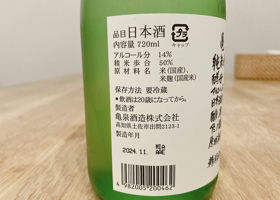 品目 日本酒
内容量 720ml
キャップ
アルコール分 14%
精米歩合 50%
原材料名 米(国産)、
米麹(国産米)
保存方法 要冷蔵
●飲酒は20歳になってから。
製造者
亀泉酒造株式会社
高知県土佐市出間2123-1
製造年月
2024.11.
4 982005 200462